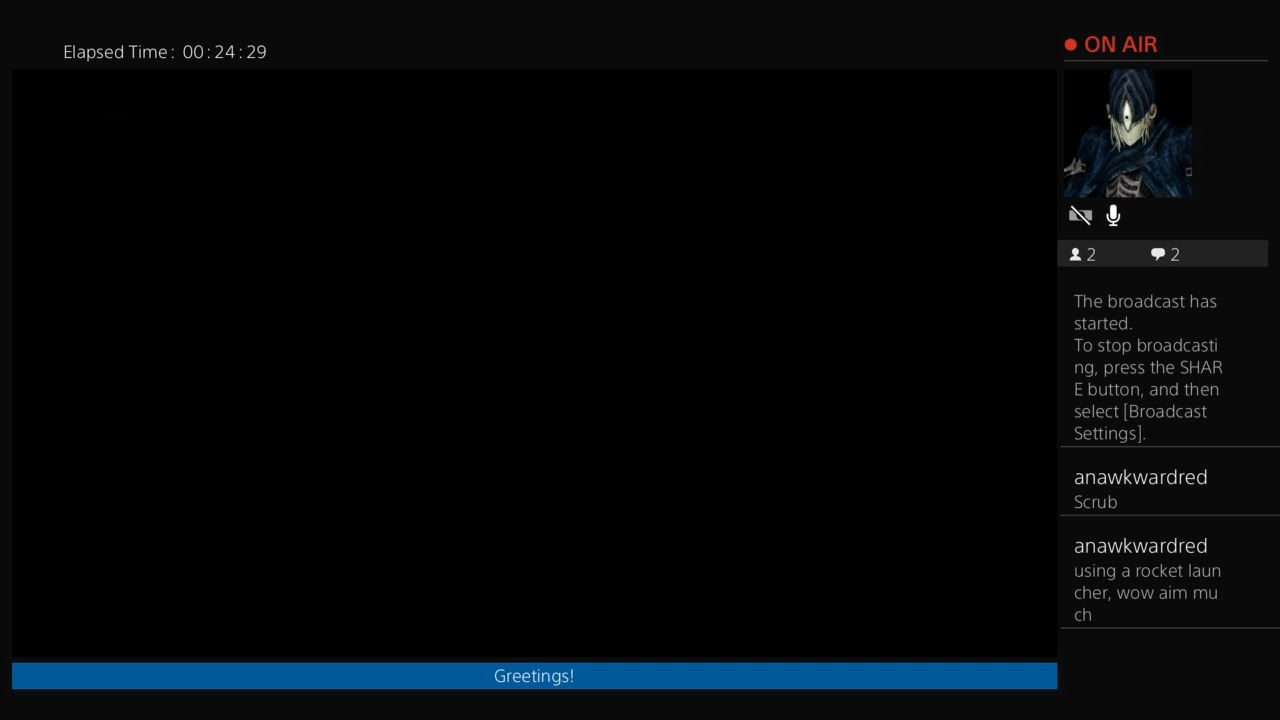 Elapsed Time: 00:24:29
ON AIR
2 2
The broadcast has
started.
To stop broadcasti
ng, press the SHAR
E button, and then
select [Broadcast
Settings].
anawkwardred
Scrub
anawkwardred
using a rocket laun
cher, wow aim mu
ch
Greetings!